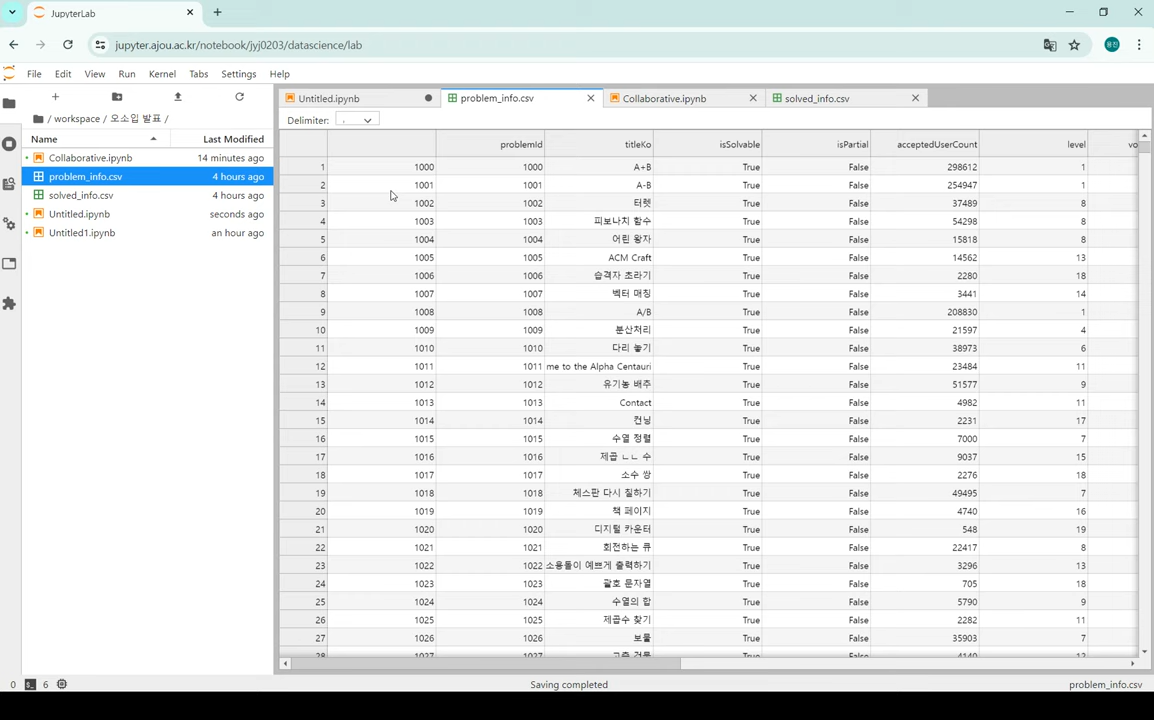 JupyterLab
jupyter.ajou.ac.kr/notebook/jyj0203/datascience/lab
File Edit View Run Kernel Tabs Settings Help
/ workspace / 오소입 발표 /
Name Last Modified
Collaborative.ipynb 14 minutes ago
problem_info.csv 4 hours ago
solved_info.csv 4 hours ago
Untitled.ipynb seconds ago
Untitled1.ipynb an hour ago
Untitled.ipynb problem_info.csv Collaborative.ipynb solved_info.csv
Delimiter: ,
problemId titleKo isSolvable isPartial acceptedUserCount level vo
1 1000 1000 A+B True False 298612 1
2 1001 1001 A-B True False 254947 1
3 1002 1002 터렛 True False 37489 8
4 1003 1003 피보나치 함수 True False 54298 8
5 1004 1004 어린 왕자 True False 15818 8
6 1005 1005 ACM Craft True False 14562 13
7 1006 1006 습격자 초라기 True False 2280 18
8 1007 1007 벡터 매칭 True False 3441 14
9 1008 1008 A/B True False 208830 1
10 1009 1009 분산처리 True False 21597 4
11 1010 1010 다리 놓기 True False 38973 6
12 1011 1011 me to the Alpha Centauri True False 23484 11
13 1012 1012 유기농 배추 True False 51577 9
14 1013 1013 Contact True False 4982 11
15 1014 1014 컨닝 True False 2231 17
16 1015 1015 수열 정렬 True False 7000 7
17 1016 1016 제곱 ㄴㄴ 수 True False 9037 15
18 1017 1017 소수 쌍 True False 2276 18
19 1018 1018 체스판 다시 칠하기 True False 49495 7
20 1019 1019 책 페이지 True False 4740 16
21 1020 1020 디지털 카운터 True False 548 19
22 1021 1021 회전하는 큐 True False 22417 8
23 1022 1022 소용돌이 예쁘게 출력하기 True False 3296 13
24 1023 1023 괄호 문자열 True False 705 18
25 1024 1024 수열의 합 True False 5790 9
26 1025 1025 제곱수 찾기 True False 2282 11
27 1026 1026 보물 True False 35903 7
28 1027 1027 고층 건물 True False 4140 12
0 6 Saving completed problem_info.csv